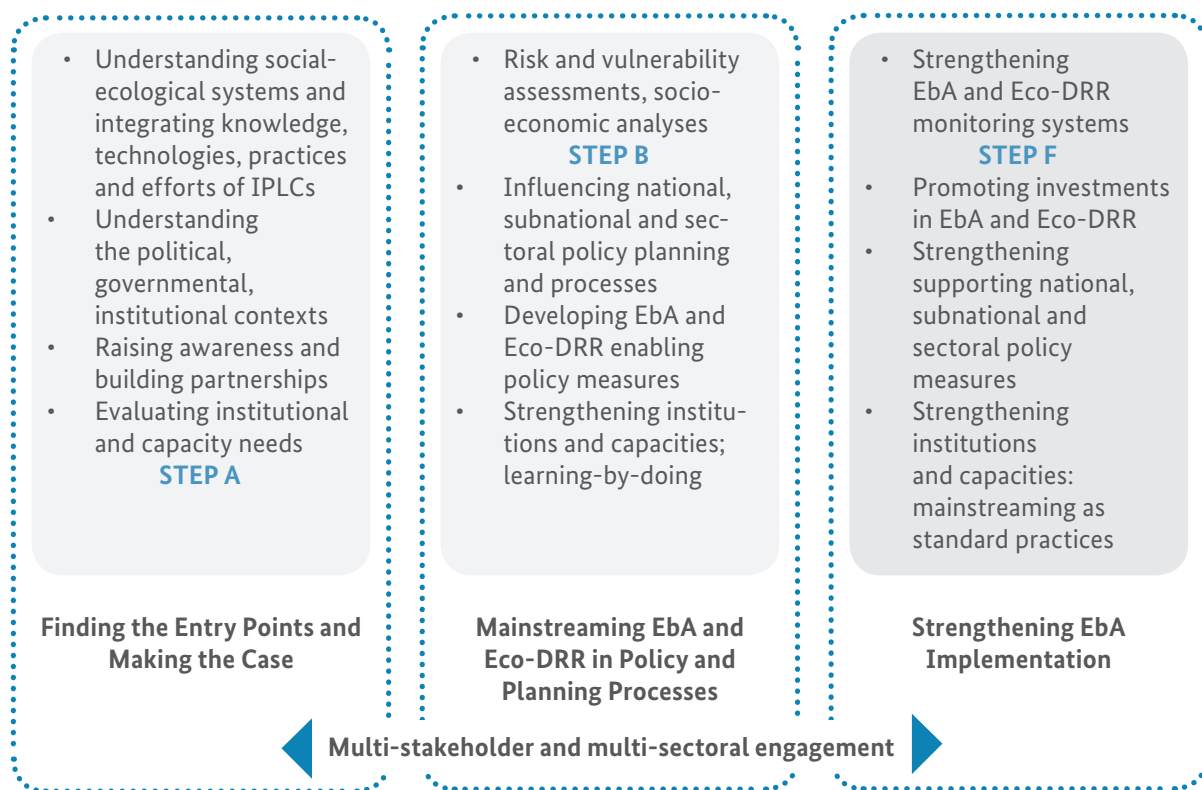 • Understanding social-
ecological systems and
integrating knowledge,
technologies, practices
and efforts of IPLCs
• Understanding
the political,
governmental,
institutional contexts
• Raising awareness and
building partnerships
• Evaluating institutional
and capacity needs
STEP A
Finding the Entry Points and
Making the Case
• Risk and vulnerability
assessments, socio-
economic analyses
STEP B
• Influencing national,
subnational and sec-
toral policy planning
and processes
• Developing EbA and
Eco-DRR enabling
policy measures
• Strengthening institu-
tions and capacities;
learning-by-doing
Mainstreaming EbA and
Eco-DRR in Policy and
Planning Processes
• Strengthening
EbA and Eco-DRR
monitoring systems
STEP F
• Promoting investments
in EbA and Eco-DRR
• Strengthening
supporting national,
subnational and
sectoral policy
measures
• Strengthening
institutions
and capacities:
mainstreaming as
standard practices
Strengthening EbA
Implementation
Multi-stakeholder and multi-sectoral engagement